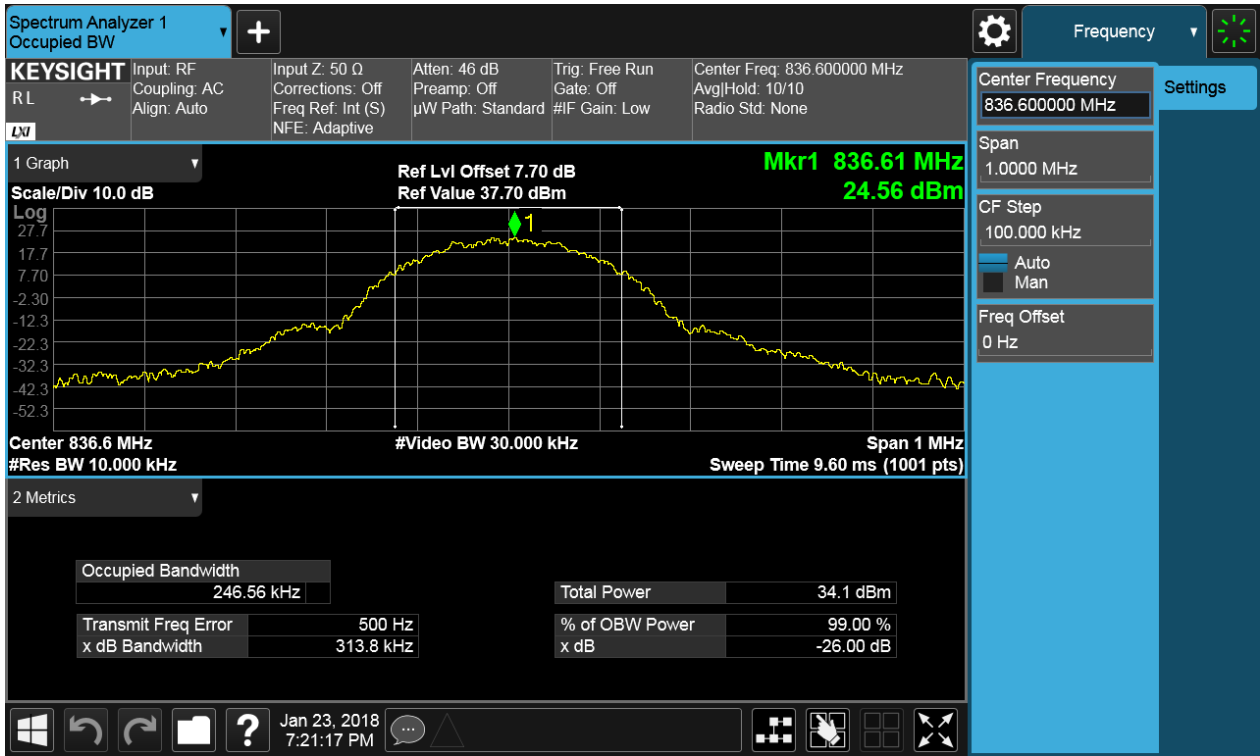 Spectrum Analyzer 1
Occupied BW
Frequency
KEYSIGHT
R L
LXI
Input: RF
Coupling: AC
Align: Auto
Input Z: 50 Ω
Corrections: Off
Freq Ref: Int (S)
NFE: Adaptive
Atten: 46 dB
Preamp: Off
µW Path: Standard
Trig: Free Run
Gate: Off
#IF Gain: Low
Center Freq: 836.600000 MHz
Avg|Hold: 10/10
Radio Std: None
Center Frequency
836.600000 MHz
Settings
Span
1.0000 MHz
CF Step
100.000 kHz
Auto
Man
Freq Offset
0 Hz
1 Graph
Scale/Div 10.0 dB
Ref Lvl Offset 7.70 dB
Ref Value 37.70 dBm
Mkr1 836.61 MHz
24.56 dBm
Log
27.7
17.7
7.70
-2.30
-12.3
-22.3
-32.3
-42.3
-52.3
1
Center 836.6 MHz
#Video BW 30.000 kHz
Span 1 MHz
#Res BW 10.000 kHz
Sweep Time 9.60 ms (1001 pts)
2 Metrics
Occupied Bandwidth
246.56 kHz
Total Power 34.1 dBm
Transmit Freq Error 500 Hz
% of OBW Power 99.00 %
x dB Bandwidth 313.8 kHz
x dB -26.00 dB
?
Jan 23, 2018
7:21:17 PM